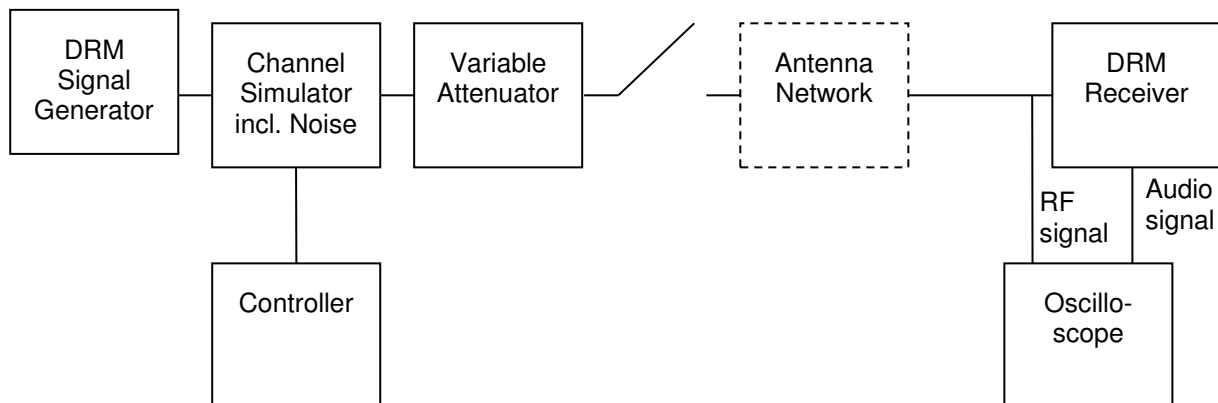 DRM
Signal
Generator
Channel
Simulator
incl. Noise
Variable
Attenuator
Antenna
Network
DRM
Receiver
RF
signal
Audio
signal
Controller
Oscillo-
scope